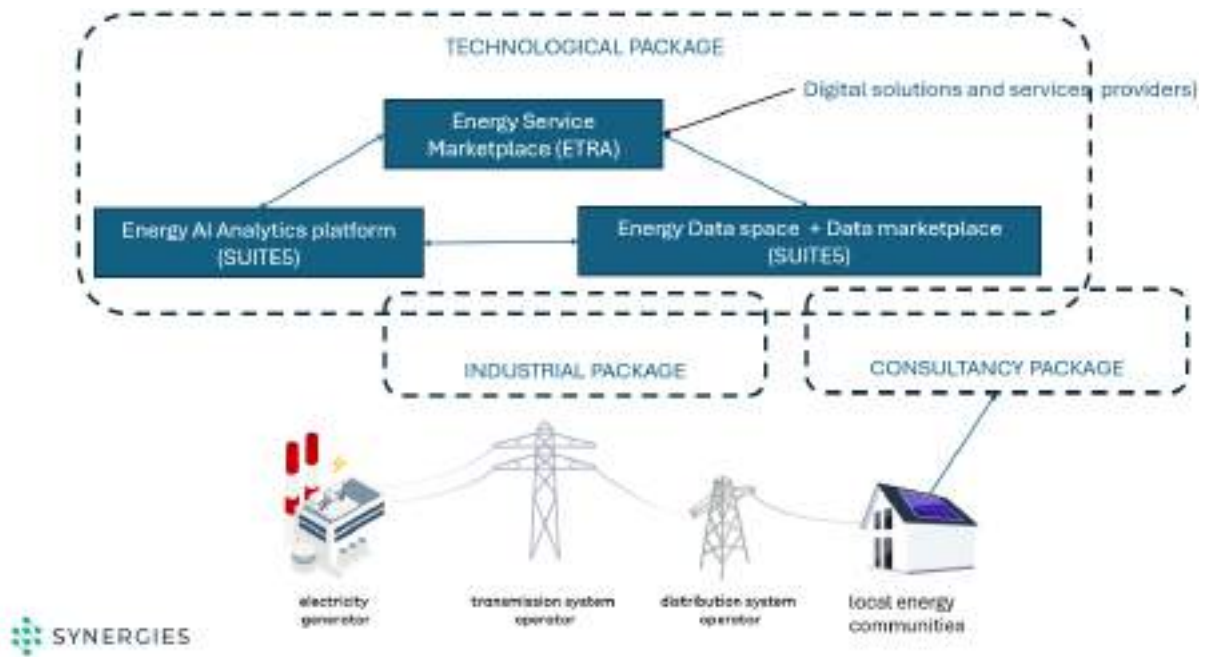 TECHNOLOGICAL PACKAGE
Digital solutions and services providers)
Energy Service
Marketplace (ETRA)
Energy AI Analytics platform
(SUITE5)
Energy Data space + Data marketplace
(SUITE5)
INDUSTRIAL PACKAGE
CONSULTANCY PACKAGE
electricity
generator
transmission system
operator
distribution system
operator
local energy
communities
SYNERGIES